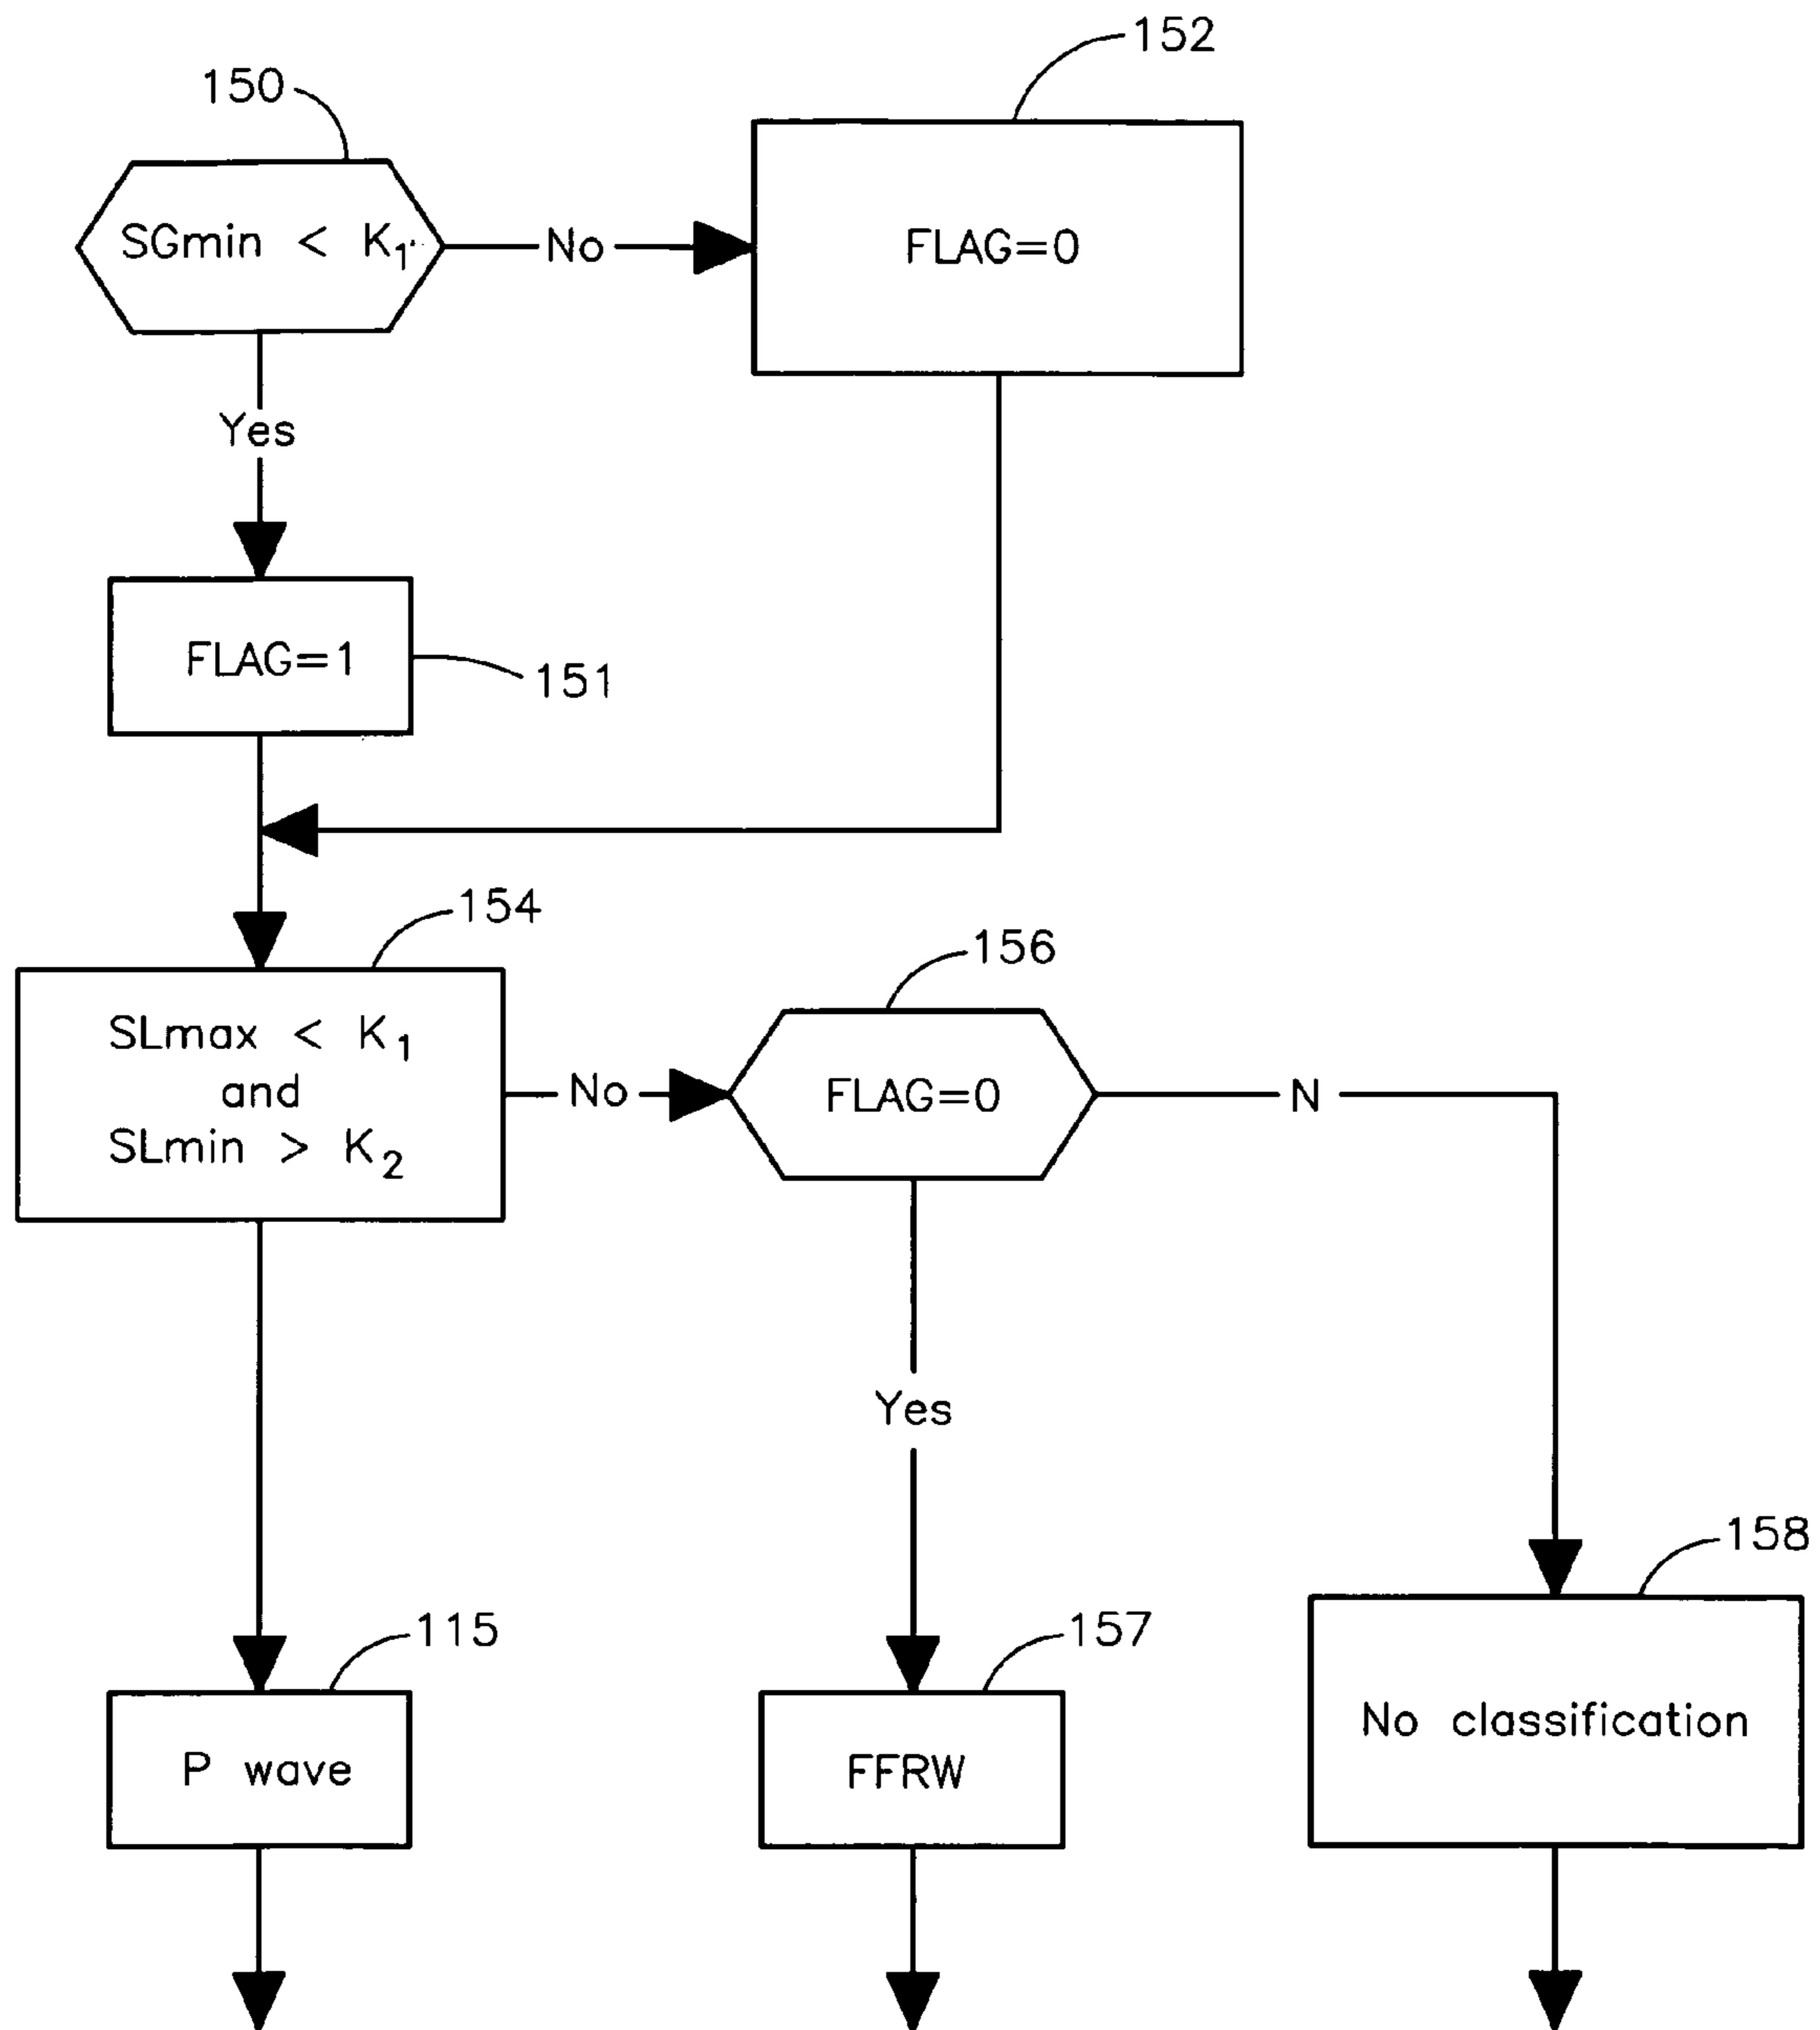 152
150
SGmin < K₁
No
FLAG=0
Yes
FLAG=1
151
154
156
SLmax < K₁
and
SLmin > K₂
No
FLAG=0
N
Yes
158
115
157
P wave
FFRW
No classification